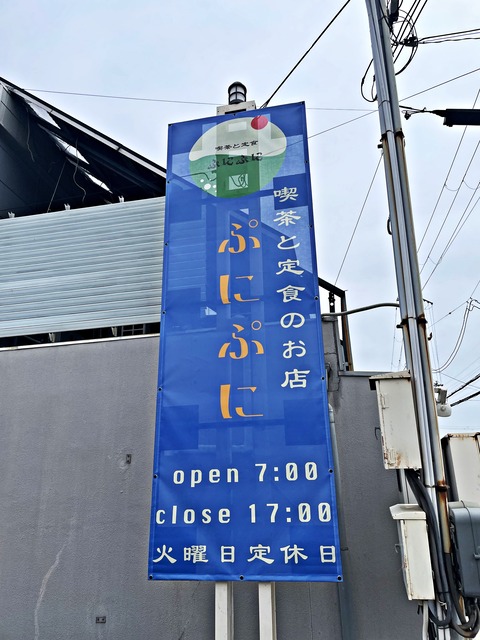 喫茶と定食
ぷにぷに
喫茶と定食のお店
ぷにぷに
open 7:00
close 17:00
火曜日定休日